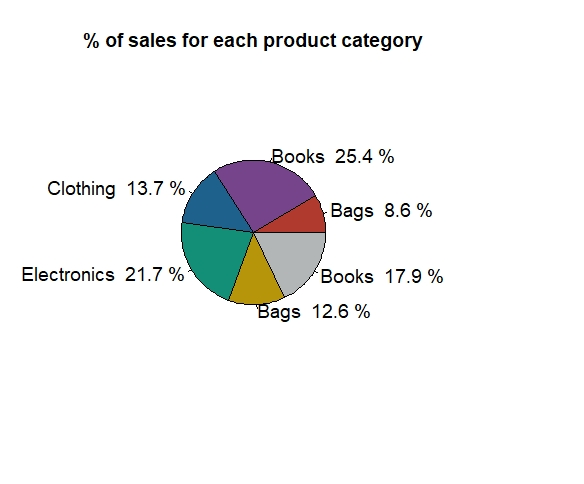 % of sales for each product category
Books 25.4 %
Clothing 13.7 %
Bags 8.6 %
Electronics 21.7 %
Books 17.9 %
Bags 12.6 %